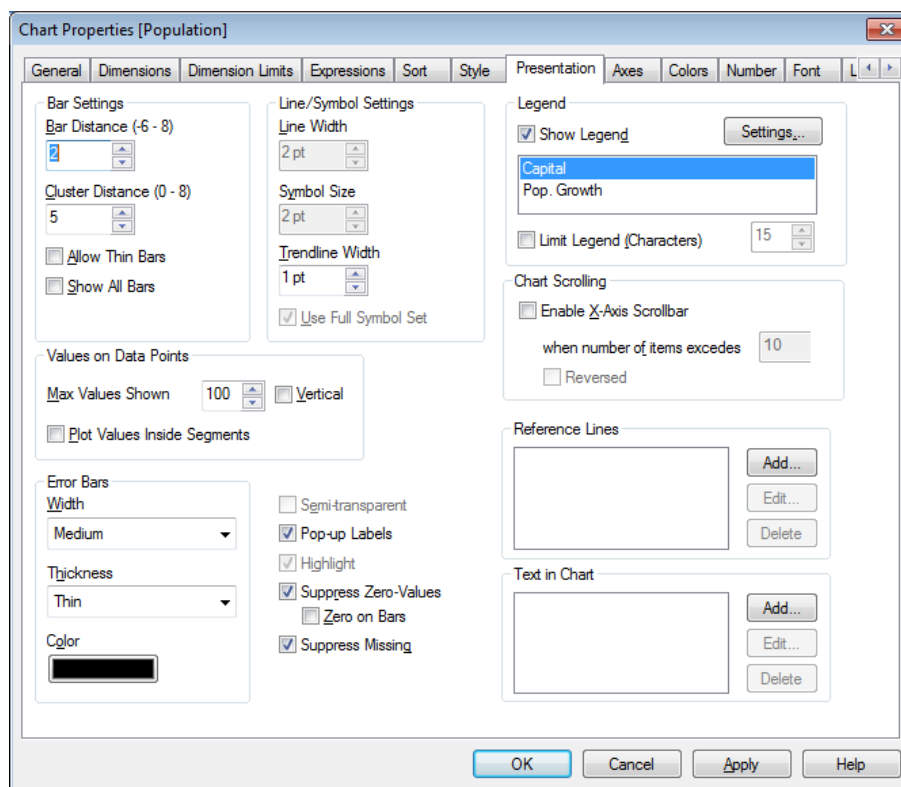 Chart Properties [Population]
General Dimensions Dimension Limits Expressions Sort Style Presentation Axes Colors Number Font L
Bar Settings
Bar Distance (-6 - 8)
2
Cluster Distance (0 - 8)
5
Allow Thin Bars
Show All Bars
Line/Symbol Settings
Line Width
2 pt
Symbol Size
2 pt
Trendline Width
1 pt
Use Full Symbol Set
Legend
Show Legend
Settings...
Capital
Pop. Growth
Limit Legend (Characters)
15
Chart Scrolling
Enable X-Axis Scrollbar
when number of items excedes
10
Reversed
Values on Data Points
Max Values Shown
100
Vertical
Plot Values Inside Segments
Reference Lines
Add...
Edit...
Delete
Error Bars
Width
Medium
Thickness
Thin
Color
Semi-transparent
Pop-up Labels
Highlight
Suppress Zero-Values
Zero on Bars
Suppress Missing
Text in Chart
Add...
Edit...
Delete
OK
Cancel
Apply
Help